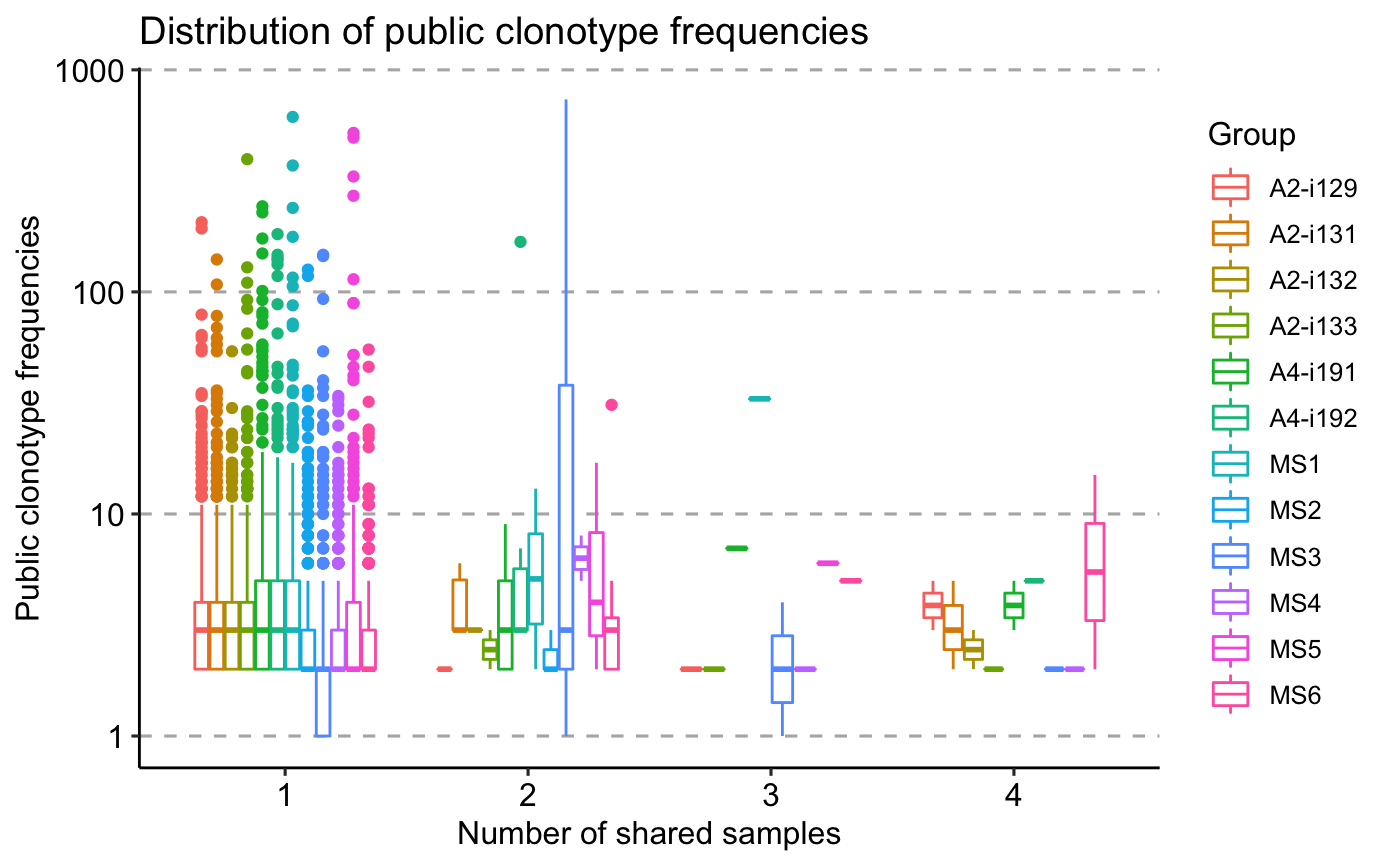 Distribution of public clonotype frequencies
1000
100
10
1
Public clonotype frequencies
1 2 3 4
Number of shared samples
Group
A2-i129
A2-i131
A2-i132
A2-i133
A4-i191
A4-i192
MS1
MS2
MS3
MS4
MS5
MS6